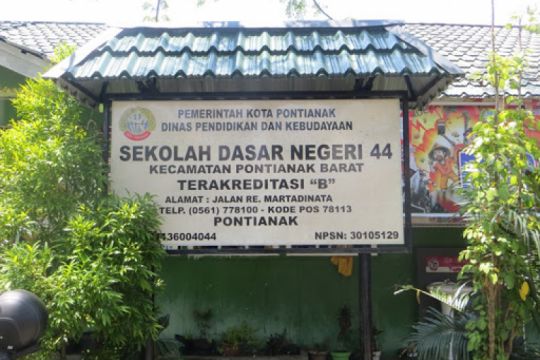 PEMERINTAH KOTA PONTIANAK
DINAS PENDIDIKAN DAN KEBUDAYAAN
SEKOLAH DASAR NEGERI 44
KECAMATAN PONTIANAK BARAT
TERAKREDITASI “B”
ALAMAT : JALAN RE. MARTADINATA
TELP. (0561) 778100 - KODE POS 78113
PONTIANAK
136004044 NPSN: 30105129